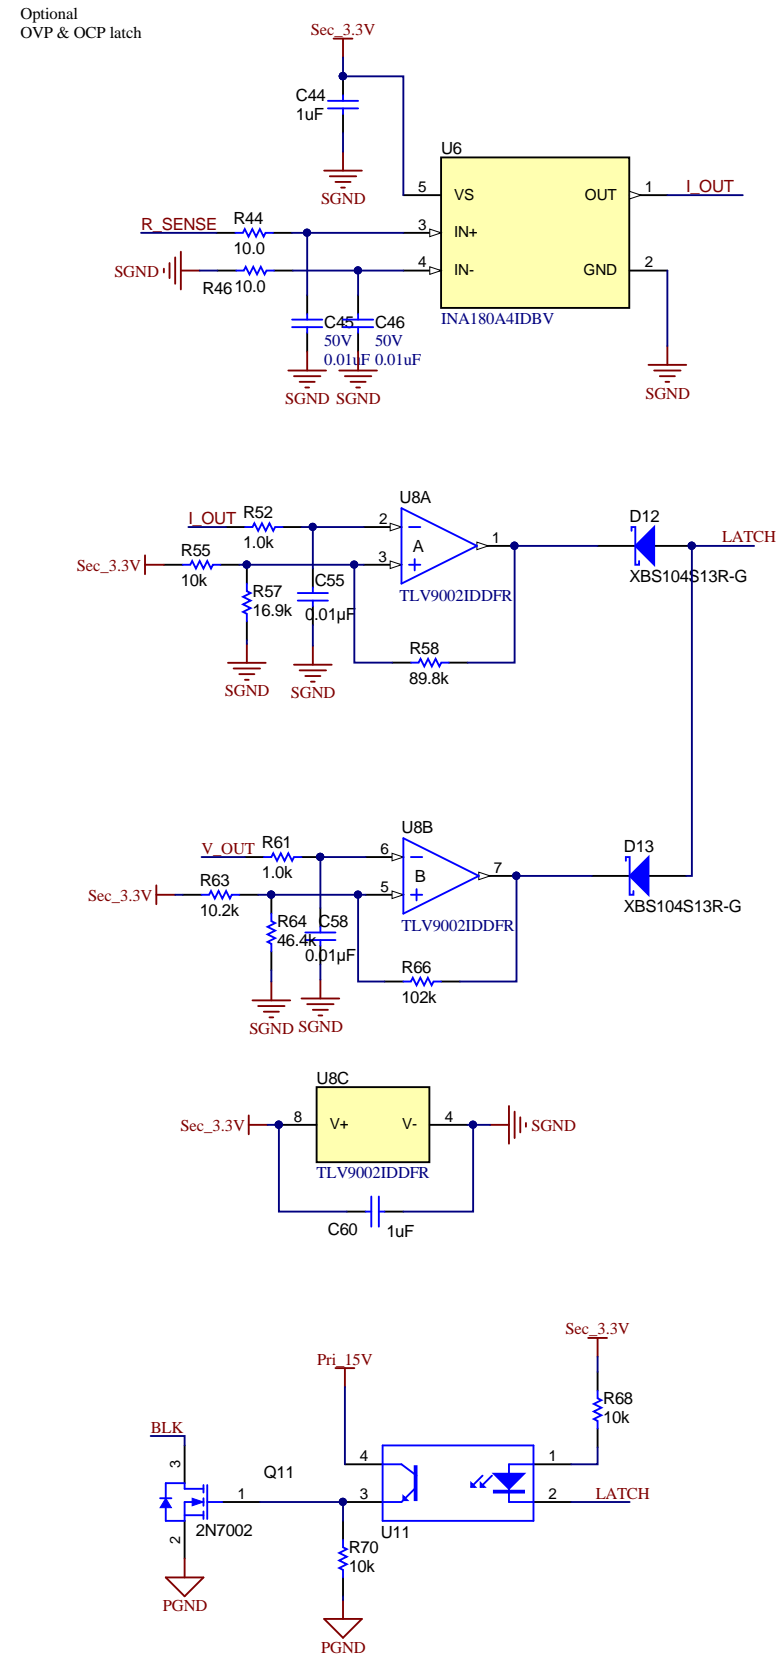 Optional
OVP & OCP latch
Sec_3.3V
C44
1uF
SGND
U6
5 VS OUT 1 I_OUT
R_SENSE R44 3 IN+
10.0
SGND 4 IN- GND 2
R46 10.0
INA180A4IDBV
C45 C46
50V 50V
0.01uF 0.01uF
SGND SGND SGND
U8A
I_OUT R52 2 1 D12 LATCH
1.0k
Sec_3.3V R55 3 A XBS104S13R-G
10k
R57 C55 TLV9002IDDFR
16.9k 0.01µF
R58
89.8k
SGND SGND
U8B
V_OUT R61 6 7 D13
1.0k
Sec_3.3V R63 5 B XBS104S13R-G
10.2k
R64 C58 TLV9002IDDFR
46.4k
0.01µF
R66
102k
SGND SGND
U8C
Sec_3.3V 8 V+ V- 4 SGND
TLV9002IDDFR
C60 1uF
Sec_3.3V
Pri_15V
R68
10k
BLK
4 1
3 Q11
1 3 2 LATCH
2N7002 U11
2
R70
10k
PGND
PGND